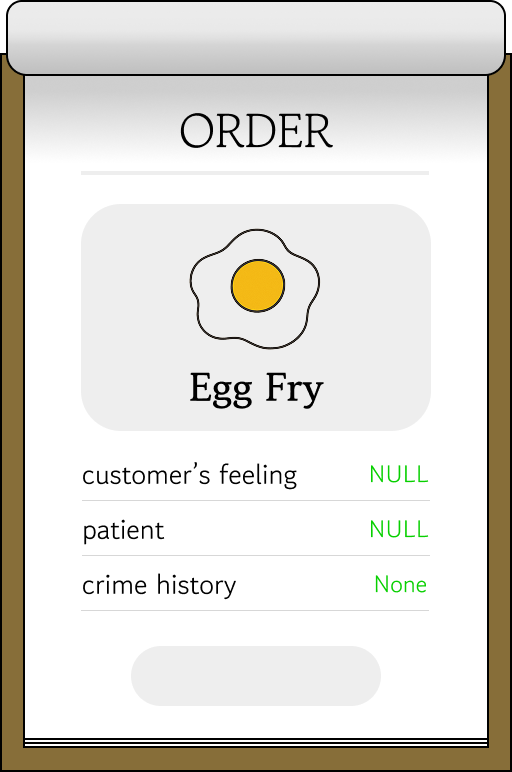 ORDER
Egg Fry
customer's feeling NULL
patient NULL
crime history None